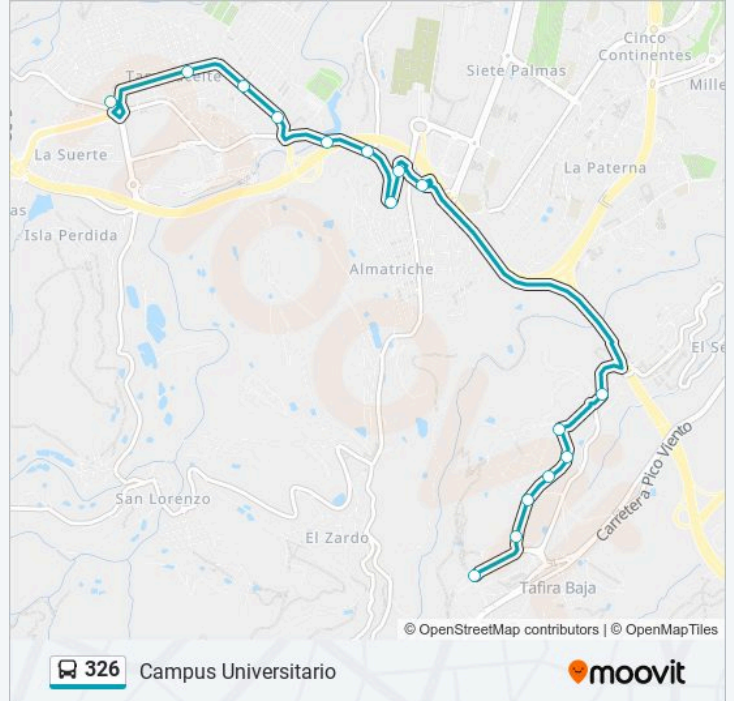 Cinco
Continentes
Siete Palmas
Mille
La Suerte
La Paterna
as
Isla Perdida
Almatriche
El Se
Carretera Pico Viento
San Lorenzo
El Zardo
Tafira Baja
© OpenStreetMap contributors | © OpenMapTiles
326 Campus Universitario
moovit